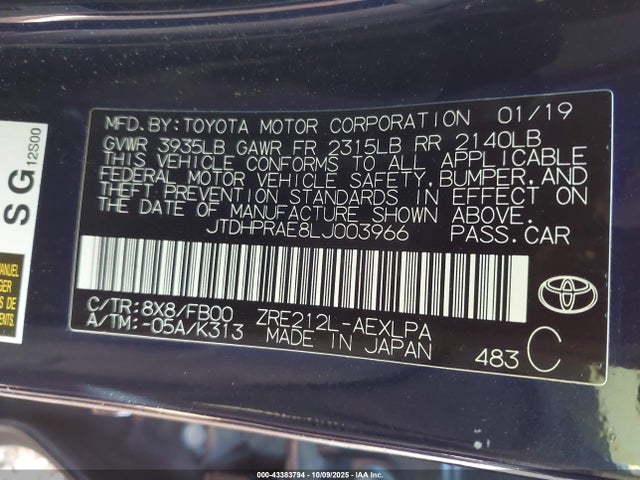 MFD. BY: TOYOTA MOTOR CORPORATION 01/19
GVWR 3935LB GAWR FR 2315LB RR 2140LB
THIS VEHICLE CONFORMS TO ALL APPLICABLE
FEDERAL MOTOR VEHICLE SAFETY, BUMPER, AND
THEFT PREVENTION STANDARDS IN EFFECT ON
THE DATE OF MANUFACTURE SHOWN ABOVE.
JTDHPRAE8LJ003966 PASS. CAR
C/TR: 8X8/FB00 ZRE212L-AEXLPA
A/TM: -05A/K313 MADE IN JAPAN 483 C
SG
12S00
MANUEL
000-43383794 - 10/09/2025 - IAA Inc.